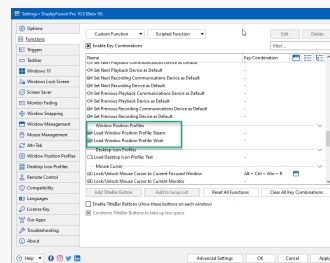 Settings • DisplayFusion Pro 10.0 (Beta 16)
Options
Functions
Triggers
Taskbar
Windows 10
Windows Lock Screen
Screen Saver
Monitor Fading
Window Snapping
Window Management
Mouse Management
Alt+Tab
Window Position Profiles
Desktop Icon Profiles
Remote Control
Compatibility
Languages
License Key
Our Apps
Troubleshooting
About
Custom Function
Scripted Function
Edit
Delete
Enable Key Combinations
Filter...
Name
Key Combination
Set Next Playback Communications Device as Default
Set Next Playback Device as Default
Set Next Recording Communications Device as Default
Set Next Recording Device as Default
Set Previous Playback Communications Device as Default
Set Previous Playback Device as Default
Set Previous Recording Communications Device as Default
Set Previous Recording Device as Default
Window Position Profiles
Load Window Position Profile: Steam
Load Window Position Profile: Work
Desktop Icon Profiles
Load Desktop Icon Profile: Test
Mouse Cursor
Lock/Unlock Mouse Cursor to Current Focused Window
Alt + Ctrl + Win + R
Lock/Unlock Mouse Cursor to Current Monitor
Add TitleBar Button
Add to Jump List
Reset All Functions
Clear All Key Combinations
Enable TitleBar Buttons (show these buttons on each window)
Condense TitleBar Buttons to take up less space
Help
Advanced Settings
OK
Cancel
Apply